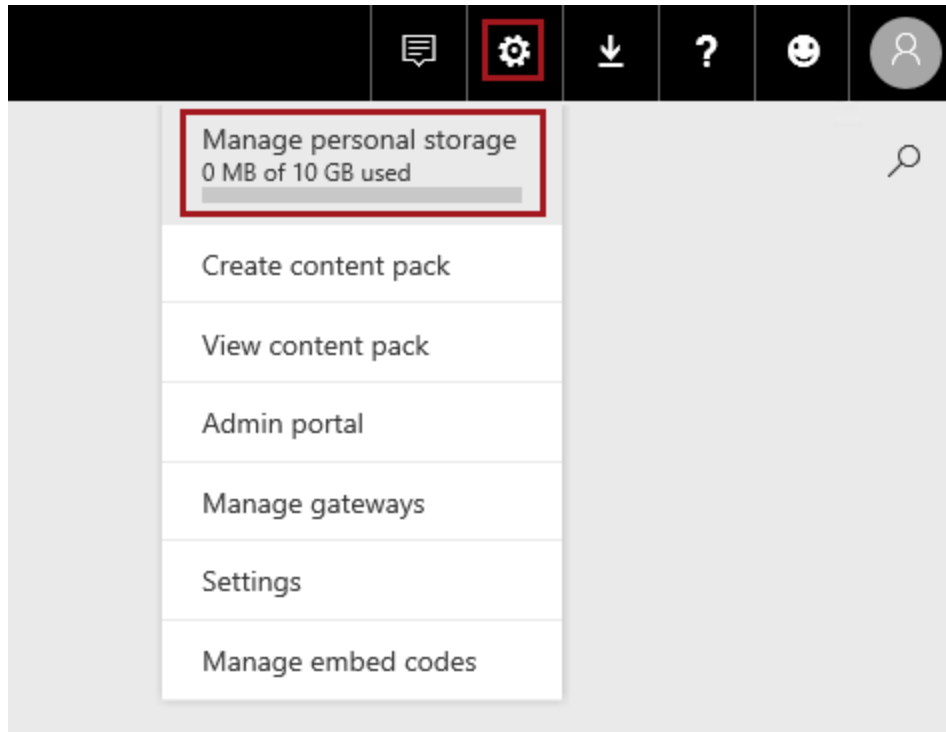 ?
Manage personal storage
0 MB of 10 GB used
Create content pack
View content pack
Admin portal
Manage gateways
Settings
Manage embed codes